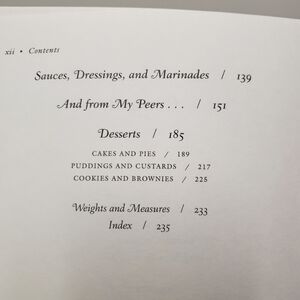 xii • Contents
Sauces, Dressings, and Marinades / 139
And from My Peers . . . / 151
Desserts / 185
CAKES AND PIES / 189
PUDDINGS AND CUSTARDS / 217
COOKIES AND BROWNIES / 225
Weights and Measures / 233
Index / 235